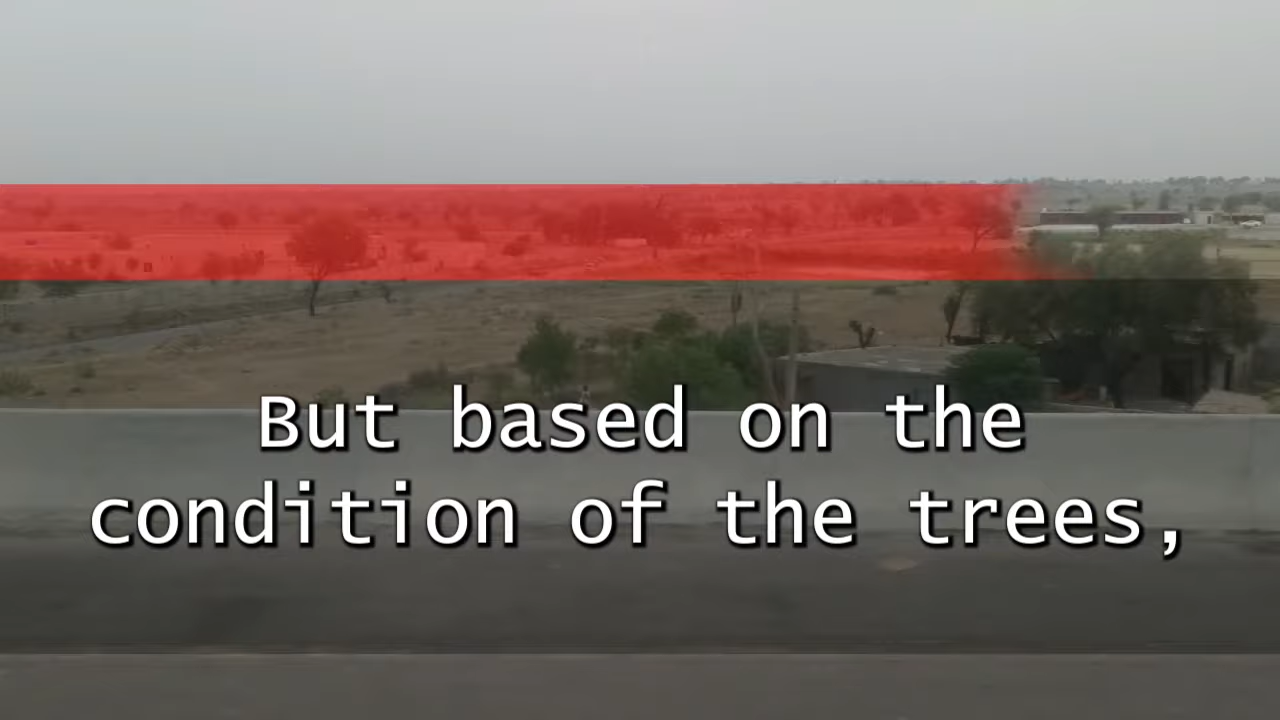 But based on the
condition of the trees,